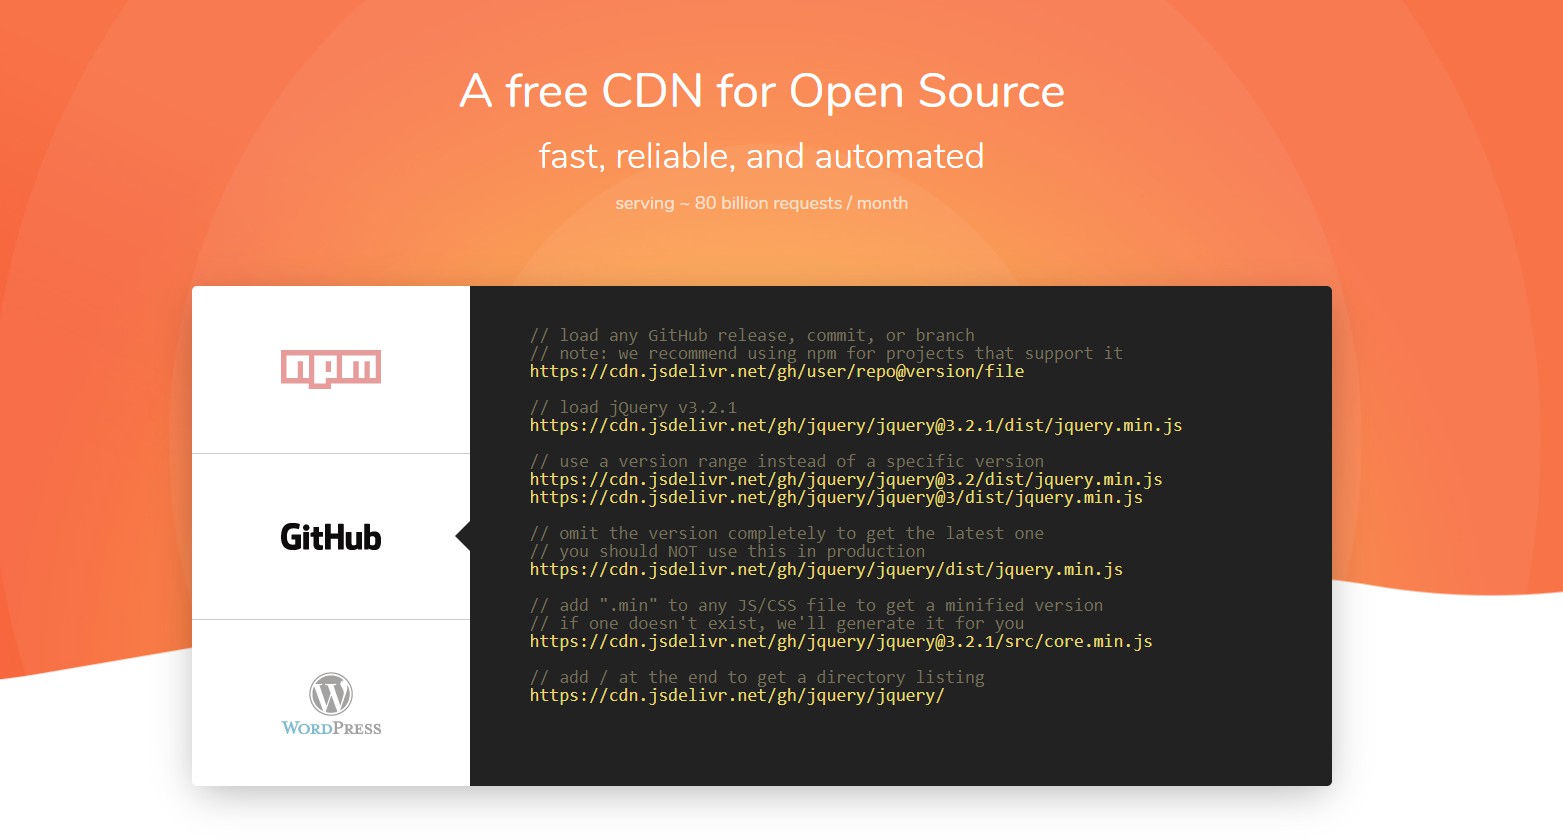 A free CDN for Open Source
fast, reliable, and automated
serving ~ 80 billion requests / month
npm
GitHub
WORDPRESS
// load any GitHub release, commit, or branch
// note: we recommend using npm for projects that support it
https://cdn.jsdelivr.net/gh/user/repo@version/file
// load jQuery v3.2.1
https://cdn.jsdelivr.net/gh/jquery/jquery@3.2.1/dist/jquery.min.js
// use a version range instead of a specific version
https://cdn.jsdelivr.net/gh/jquery/jquery@3.2/dist/jquery.min.js
https://cdn.jsdelivr.net/gh/jquery/jquery@3/dist/jquery.min.js
// omit the version completely to get the latest one
// you should NOT use this in production
https://cdn.jsdelivr.net/gh/jquery/jquery/dist/jquery.min.js
// add ".min" to any JS/CSS file to get a minified version
// if one doesn't exist, we'll generate it for you
https://cdn.jsdelivr.net/gh/jquery/jquery@3.2.1/src/core.min.js
// add / at the end to get a directory listing
https://cdn.jsdelivr.net/gh/jquery/jquery/